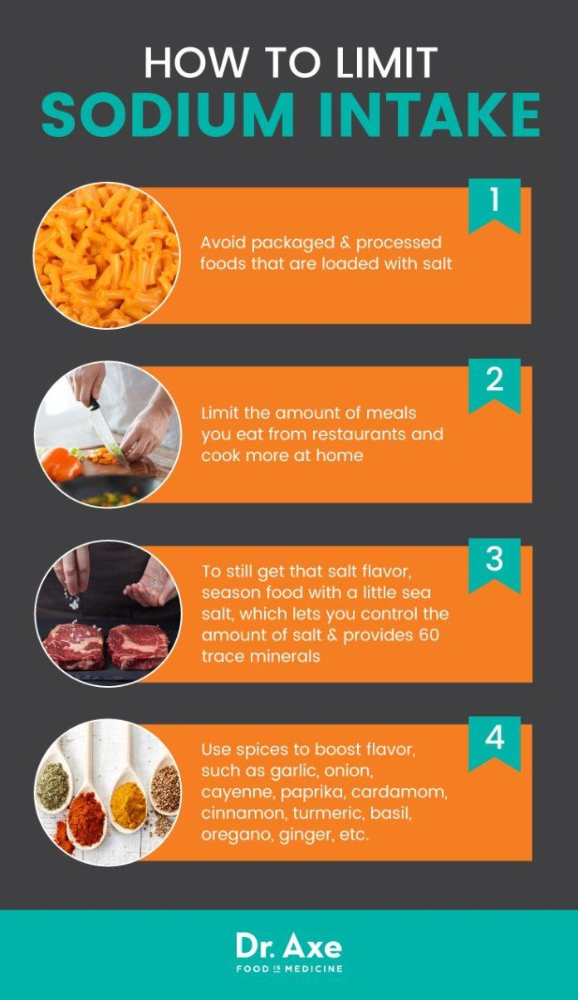 HOW TO LIMIT
SODIUM INTAKE
1
Avoid packaged & processed
foods that are loaded with salt
2
Limit the amount of meals
you eat from restaurants and
cook more at home
3
To still get that salt flavor,
season food with a little sea
salt, which lets you control the
amount of salt & provides 60
trace minerals
4
Use spices to boost flavor,
such as garlic, onion,
cayenne, paprika, cardamom,
cinnamon, turmeric, basil,
oregano, ginger, etc.
Dr. Axe
FOOD IS MEDICINE